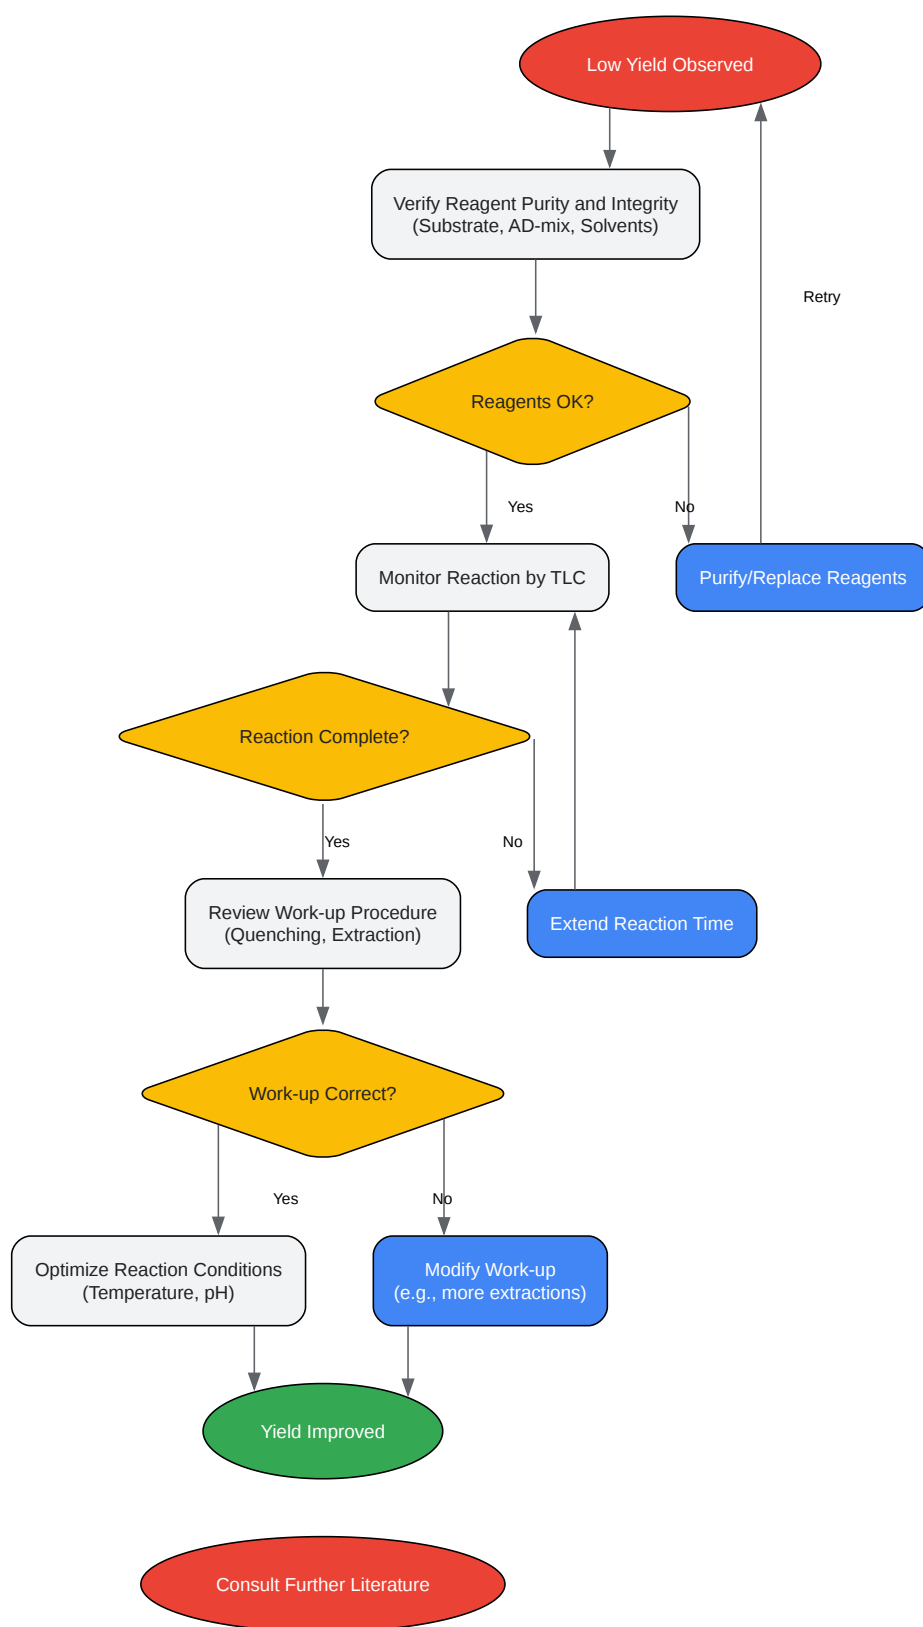 Low Yield Observed
Verify Reagent Purity and Integrity
(Substrate, AD-mix, Solvents)
Retry
Reagents OK?
Yes
No
Monitor Reaction by TLC
Purify/Replace Reagents
Reaction Complete?
Yes
No
Review Work-up Procedure
(Quenching, Extraction)
Extend Reaction Time
Work-up Correct?
Yes
No
Optimize Reaction Conditions
(Temperature, pH)
Modify Work-up
(e.g., more extractions)
Yield Improved
Consult Further Literature